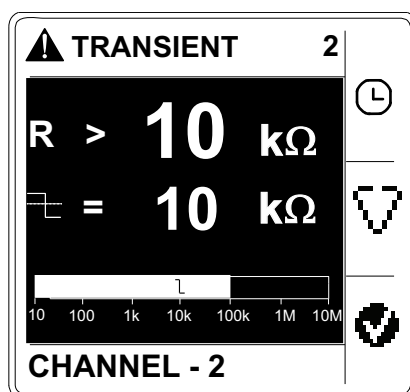 TRANSIENT 2
R > 10 kΩ
= 10 kΩ
10 100 1k 10k 100k 1M 10M
CHANNEL - 2